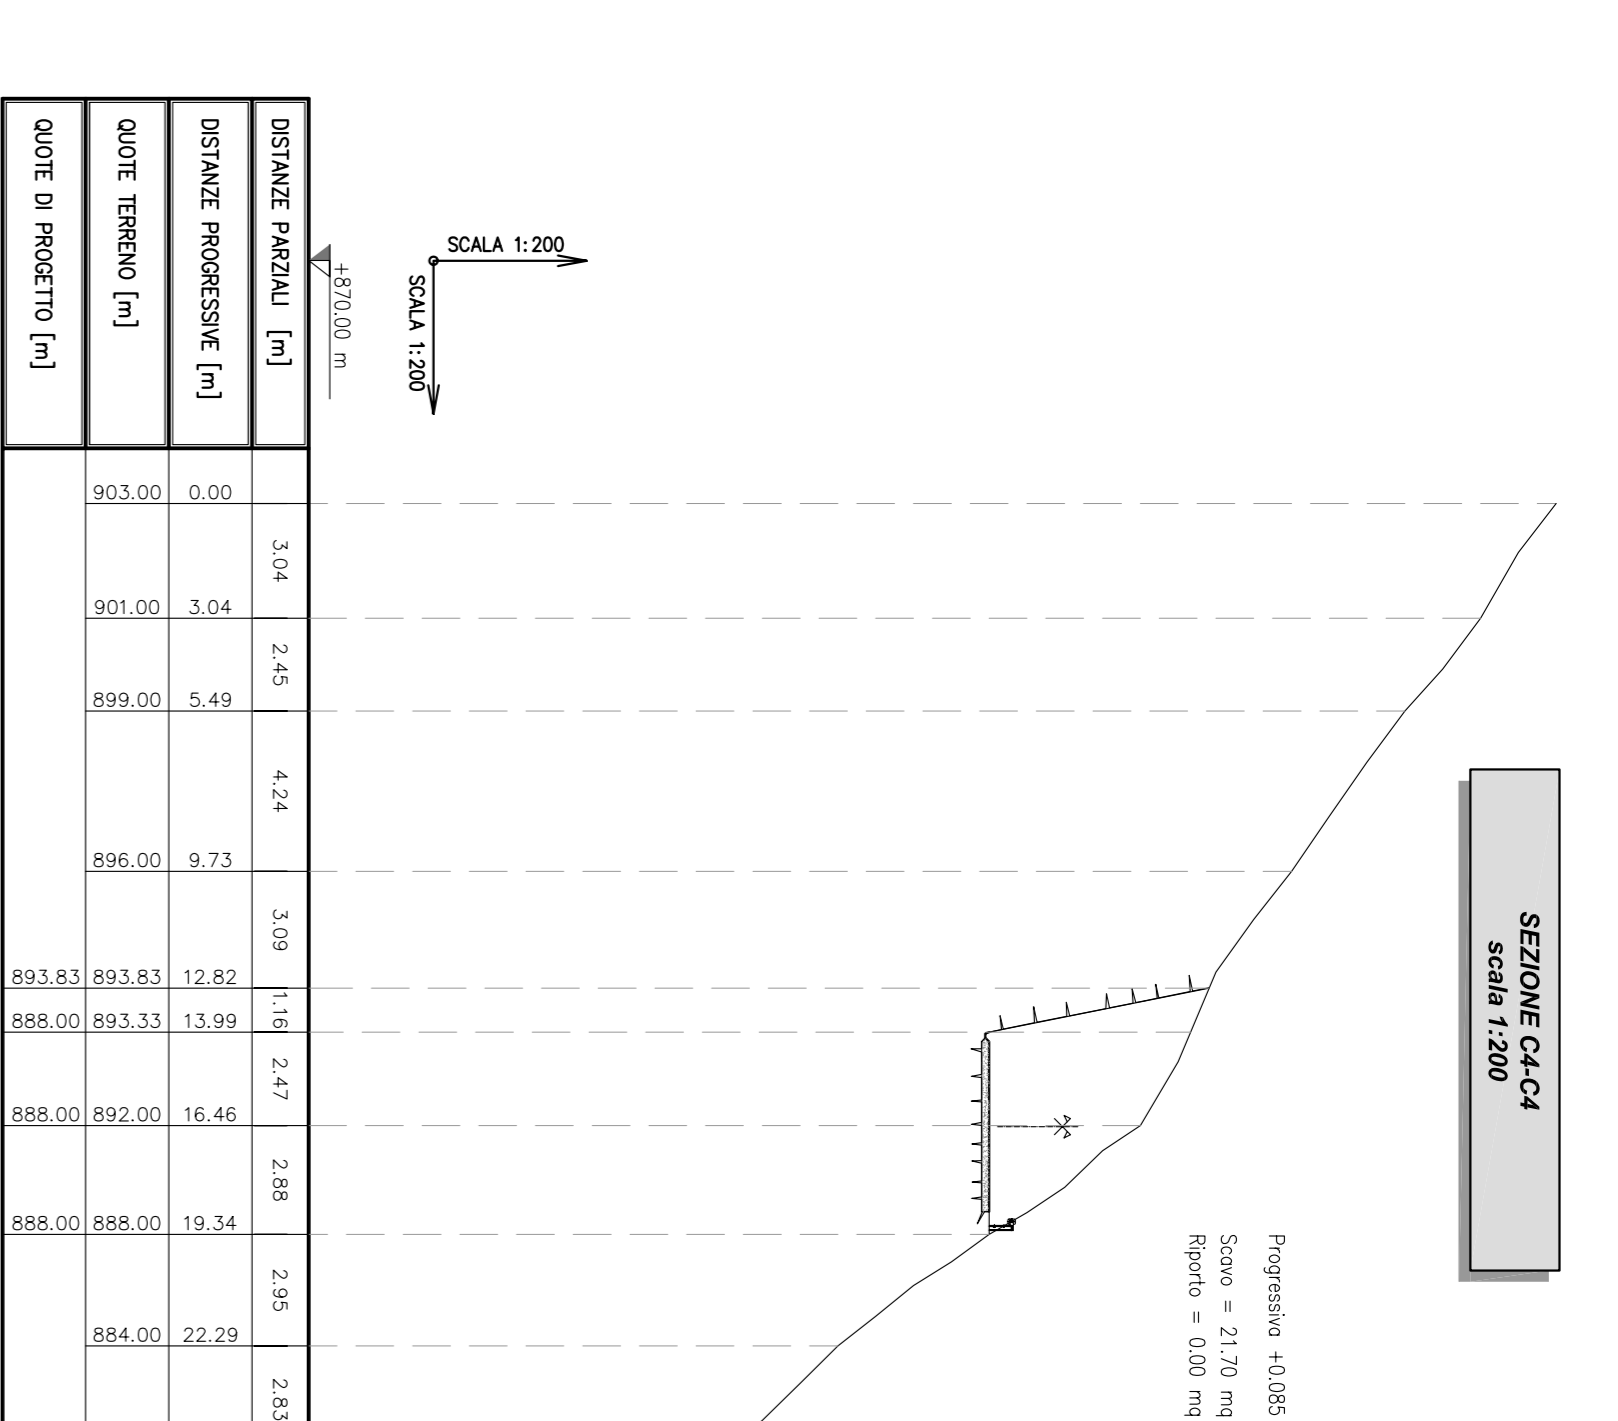 SEZIONE C4-C4
scala 1:200
Progressiva +0.085
Scavo = 21.70 mq
Riporto = 0.00 mq
SCALA 1:200
SCALA 1:200
+870.00 m
DISTANZE PARZIALI [m]
3.04 2.45 4.24 3.09 1.16 2.47 2.88 2.95 2.83
DISTANZE PROGRESSIVE [m]
0.00 3.04 5.49 9.73 12.82 13.99 16.46 19.34 22.29
QUOTE TERRENO [m]
903.00 901.00 899.00 896.00 893.83 893.33 892.00 888.00 884.00
QUOTE DI PROGETTO [m]
893.83 888.00 888.00 888.00